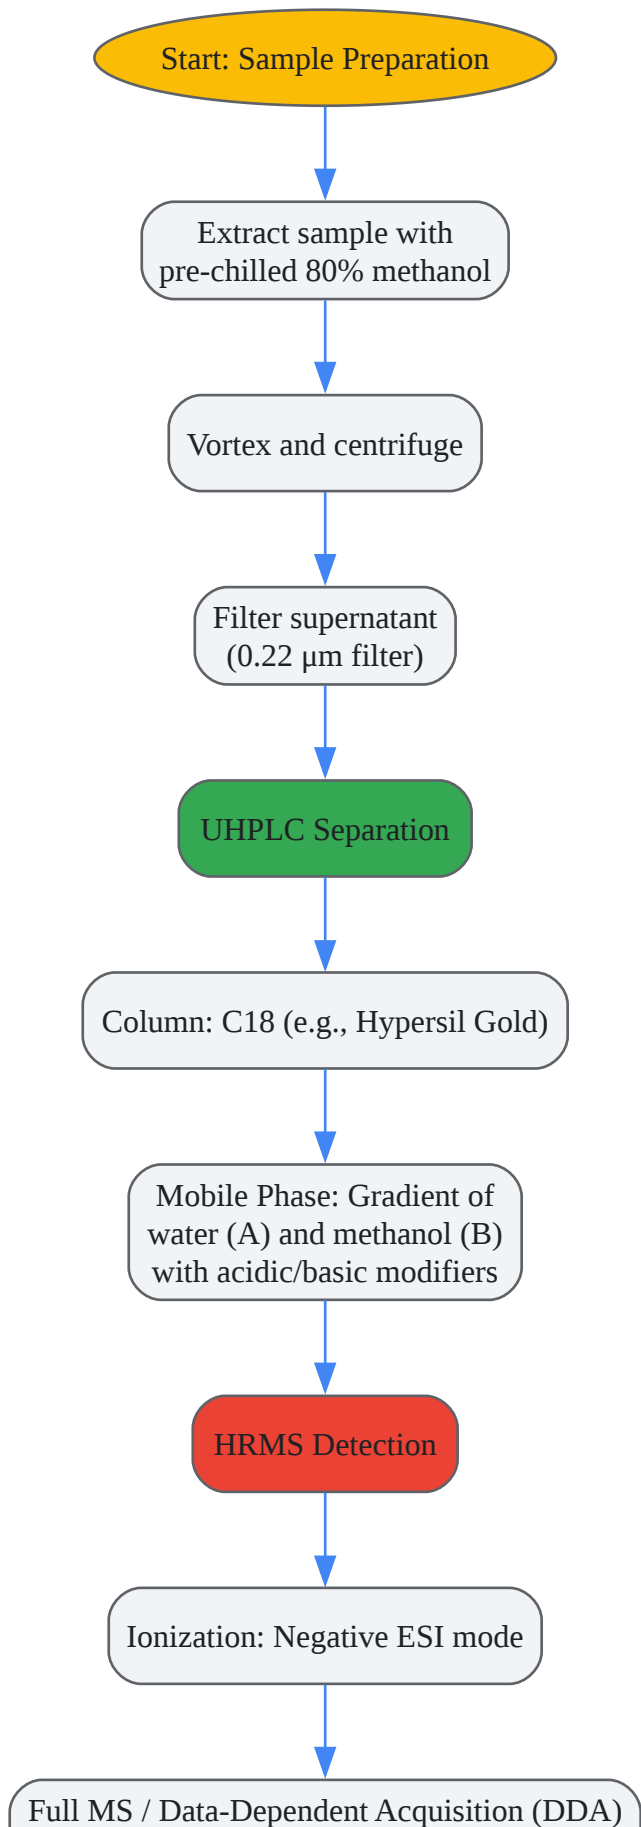 Start: Sample Preparation
Extract sample with
pre-chilled 80% methanol
Vortex and centrifuge
Filter supernatant
(0.22 μm filter)
UHPLC Separation
Column: C18 (e.g., Hypersil Gold)
Mobile Phase: Gradient of
water (A) and methanol (B)
with acidic/basic modifiers
HRMS Detection
Ionization: Negative ESI mode
Full MS / Data-Dependent Acquisition (DDA)